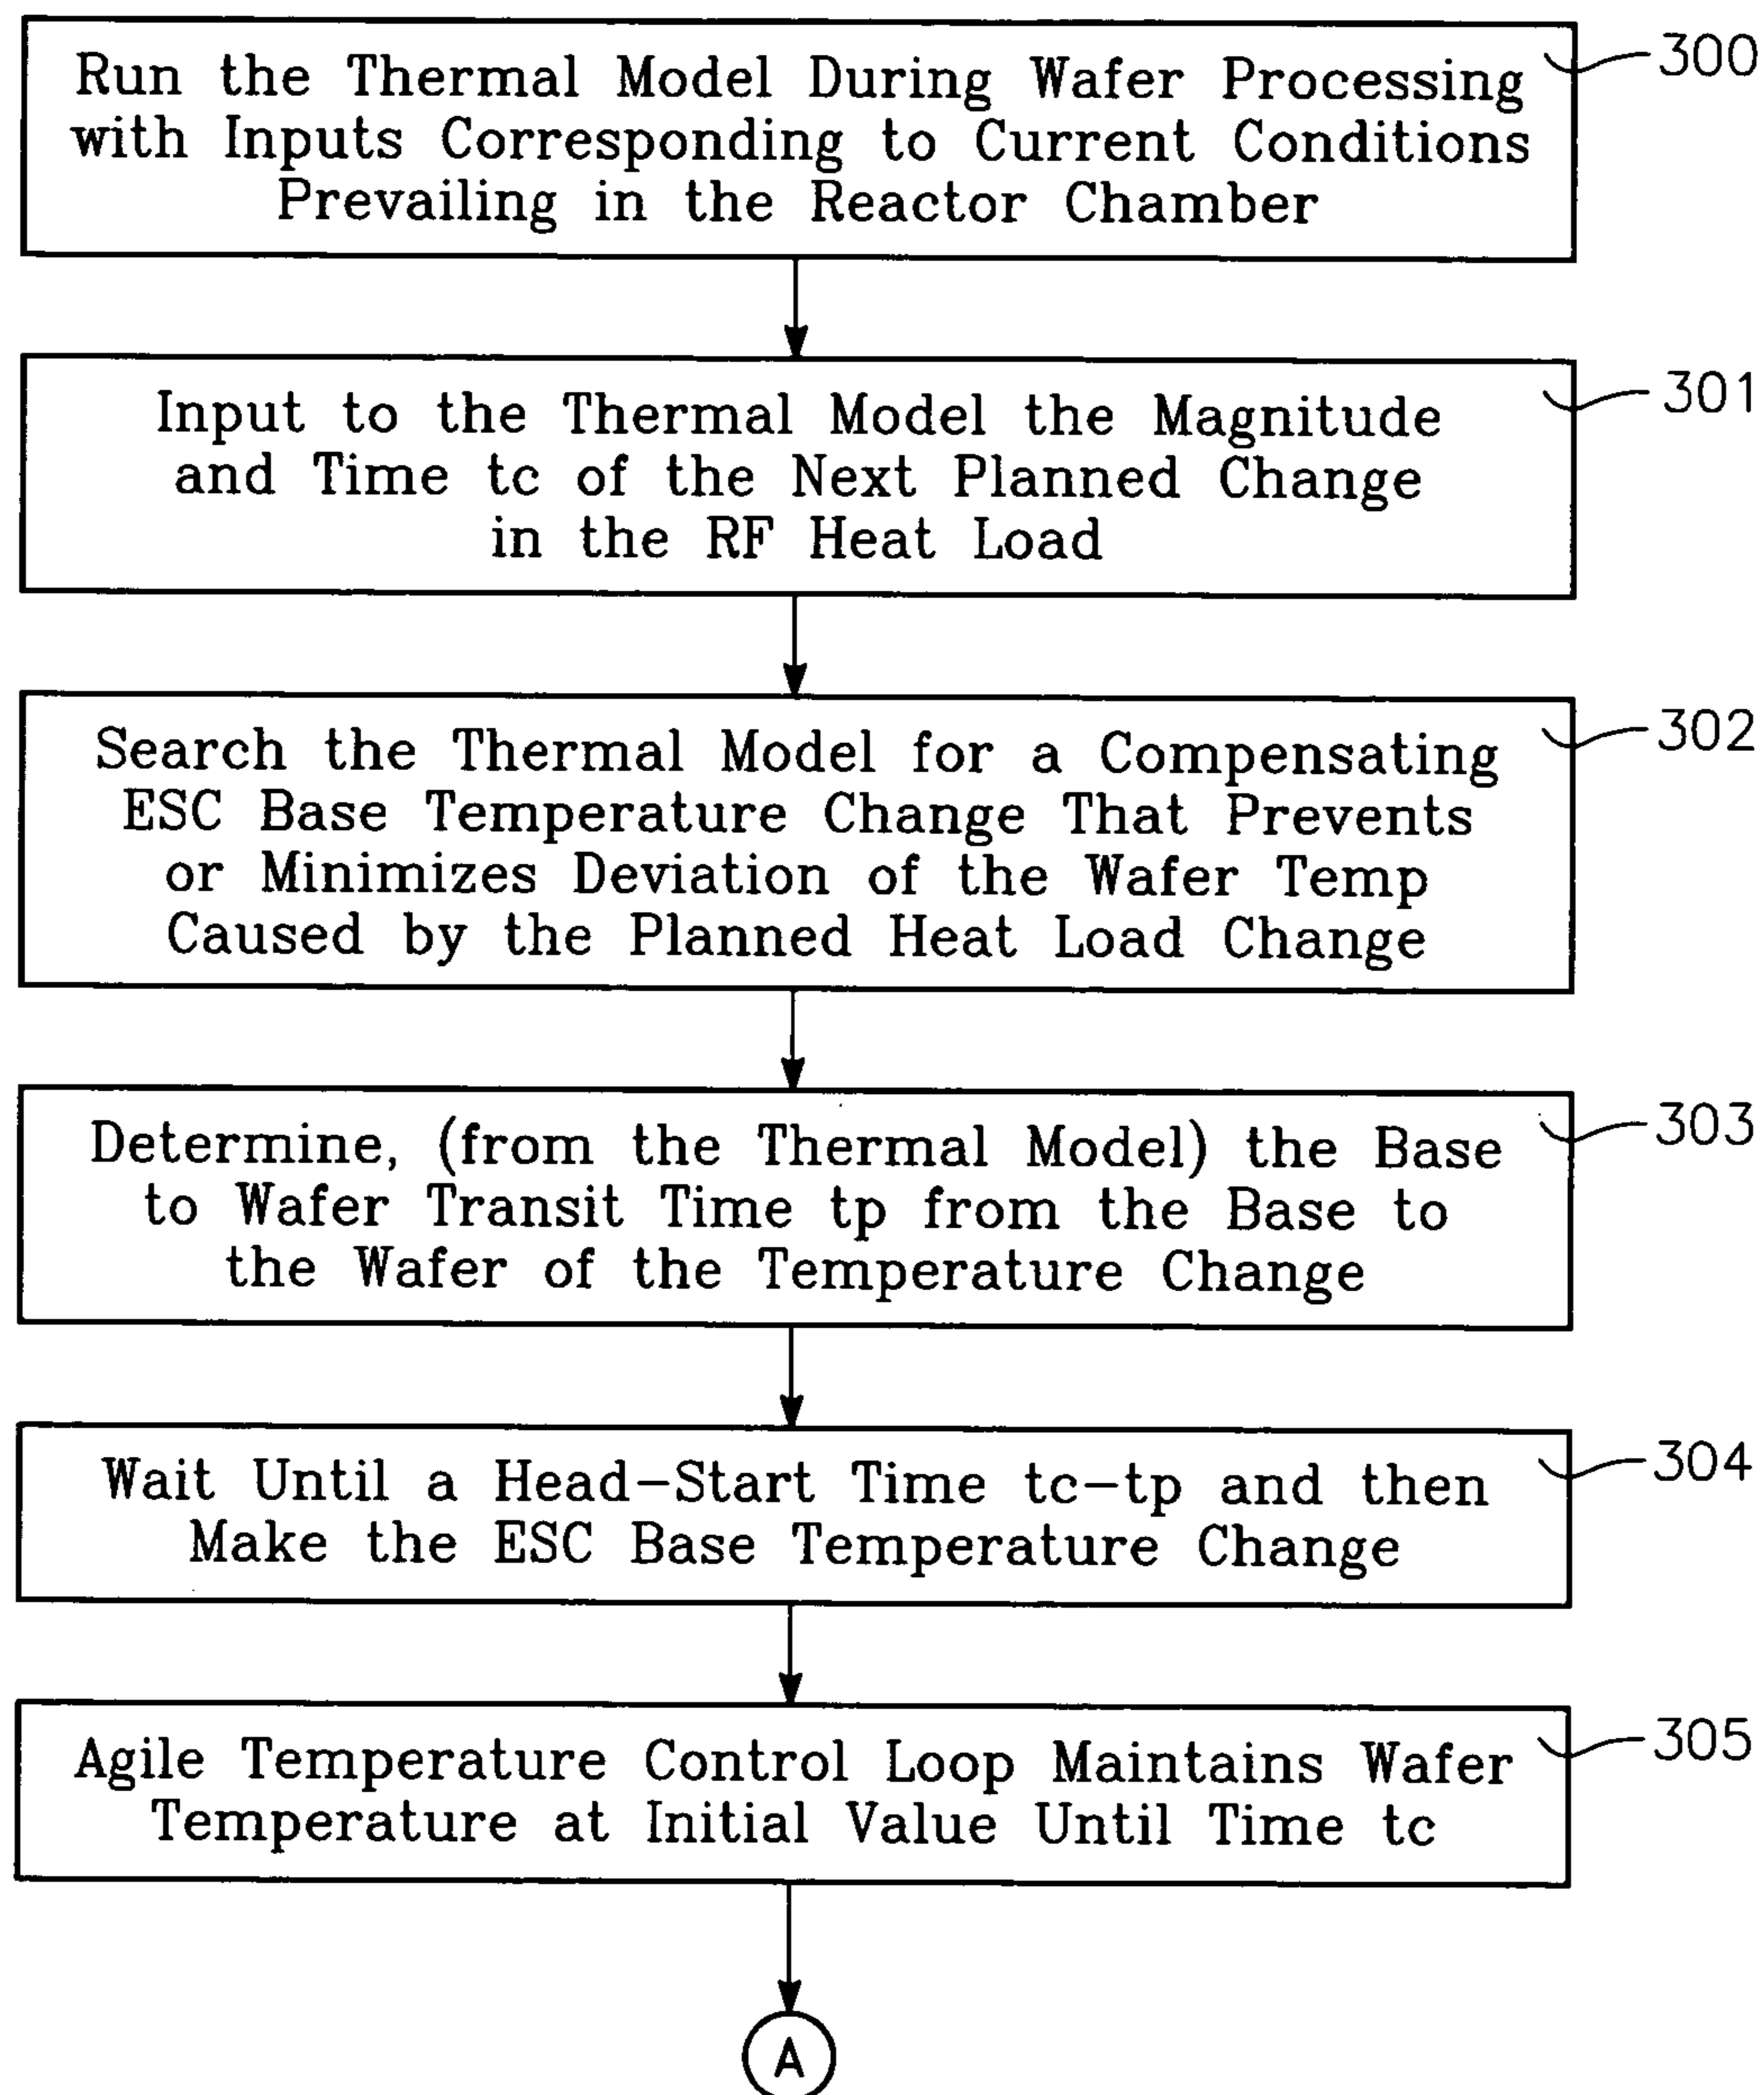 Run the Thermal Model During Wafer Processing
with Inputs Corresponding to Current Conditions
Prevailing in the Reactor Chamber
300
Input to the Thermal Model the Magnitude
and Time tc of the Next Planned Change
in the RF Heat Load
301
Search the Thermal Model for a Compensating
ESC Base Temperature Change That Prevents
or Minimizes Deviation of the Wafer Temp
Caused by the Planned Heat Load Change
302
Determine, (from the Thermal Model) the Base
to Wafer Transit Time tp from the Base to
the Wafer of the Temperature Change
303
Wait Until a Head-Start Time tc-tp and then
Make the ESC Base Temperature Change
304
Agile Temperature Control Loop Maintains Wafer
Temperature at Initial Value Until Time tc
305
A